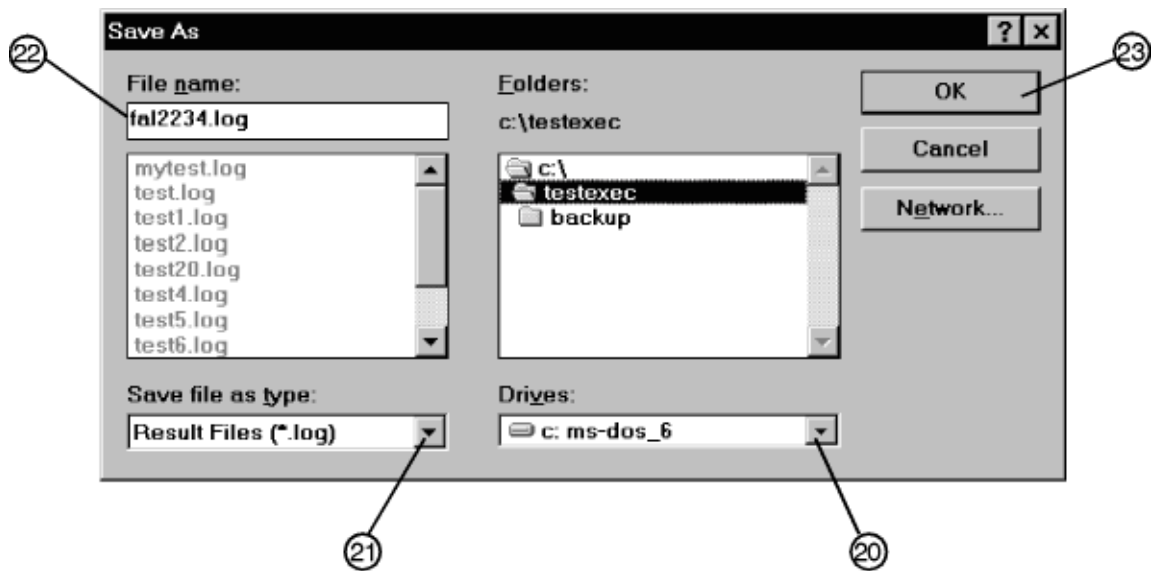 Save As
? ×
22
23
File name:
Folders:
OK
fal2234.log
c:\testexec
Cancel
mytest.log
test.log
test1.log
test2.log
test20.log
test4.log
test5.log
test6.log
c:\
testexec
backup
Network...
Save file as type:
Drives:
Result Files (*.log)
c: ms-dos_6
21
20